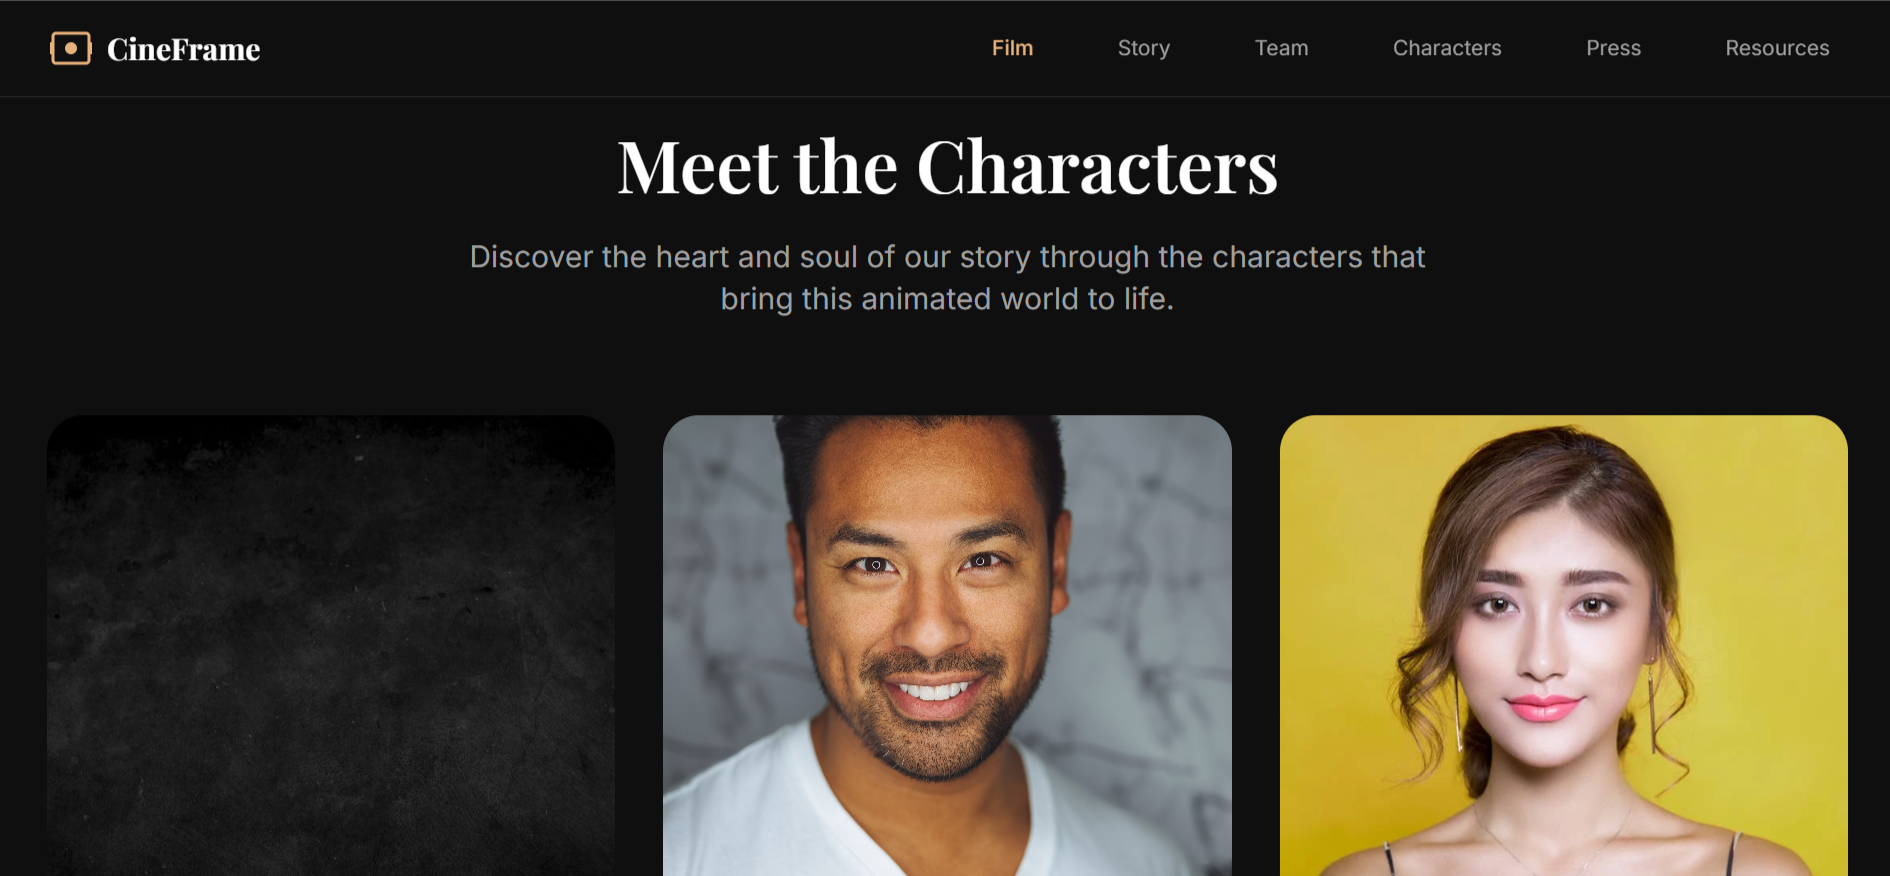 CineFrame
Film
Story
Team
Characters
Press
Resources
Meet the Characters
Discover the heart and soul of our story through the characters that
bring this animated world to life.